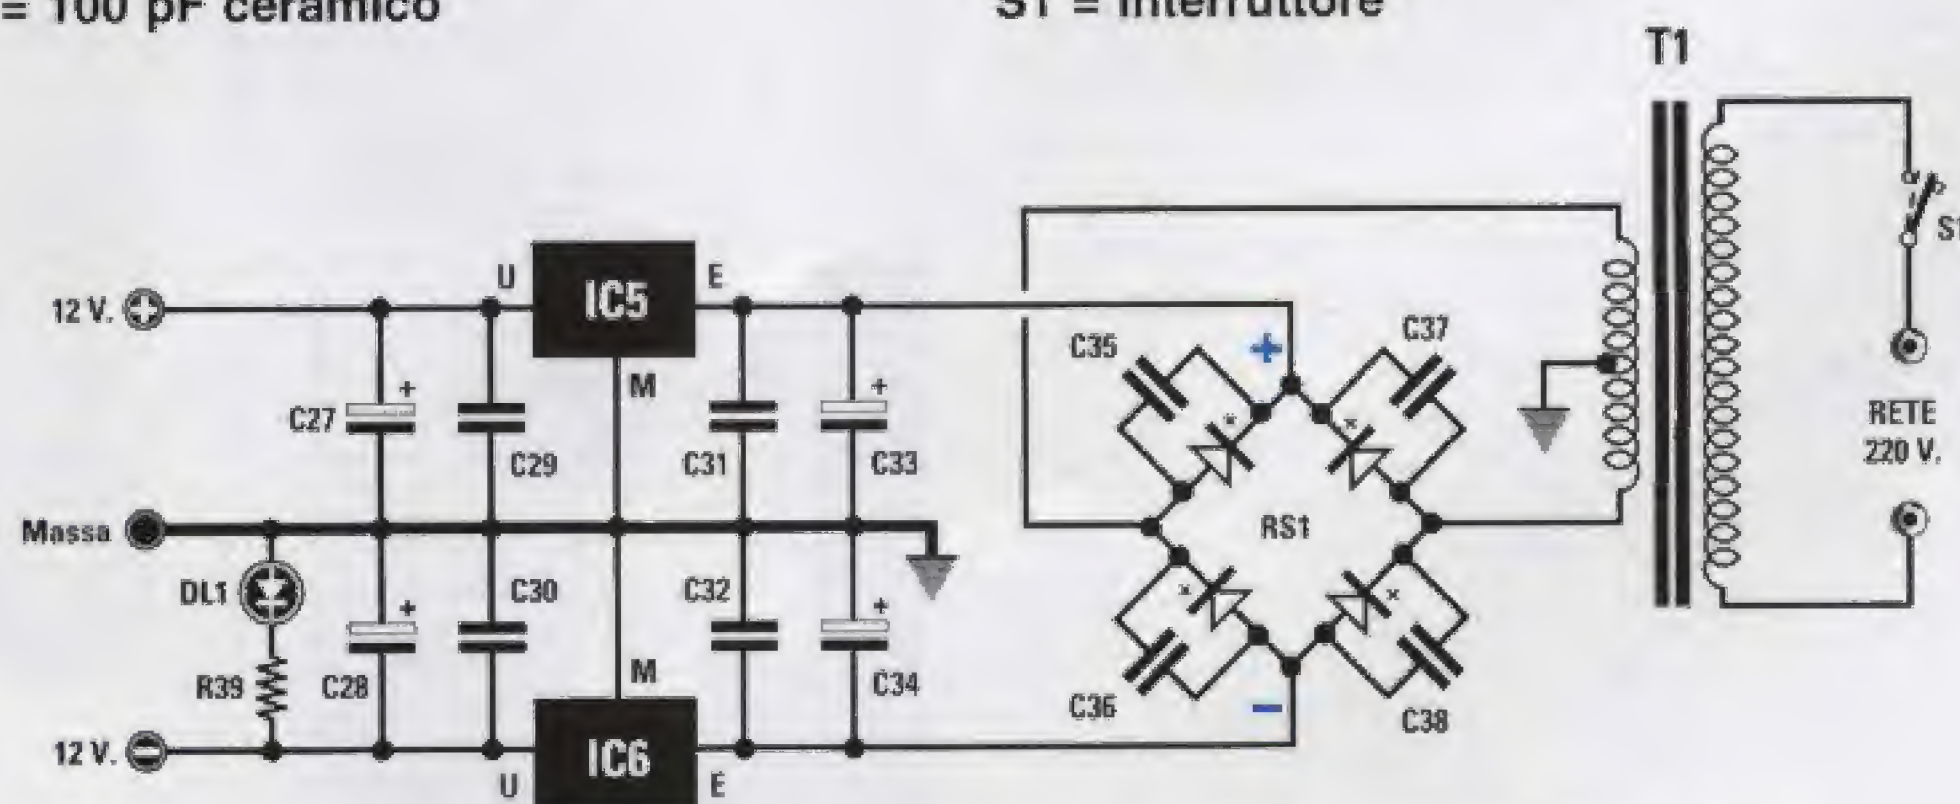 = 100 pF ceramico
S1 = interruttore
T1
S1
RETE
220 V.
12 V. +
U
IC5
E
M
C27
+
C29
C31
+
C33
C35
+
C37
RS1
Massa
DL1
R39
C28
+
C30
C32
+
C34
C36
−
C38
M
12 V. −
U
IC6
E